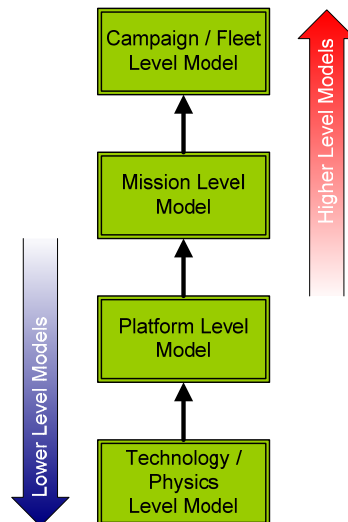 Campaign / Fleet
Level Model
Higher Level Models
Mission Level
Model
Lower Level Models
Platform Level
Model
Technology /
Physics
Level Model